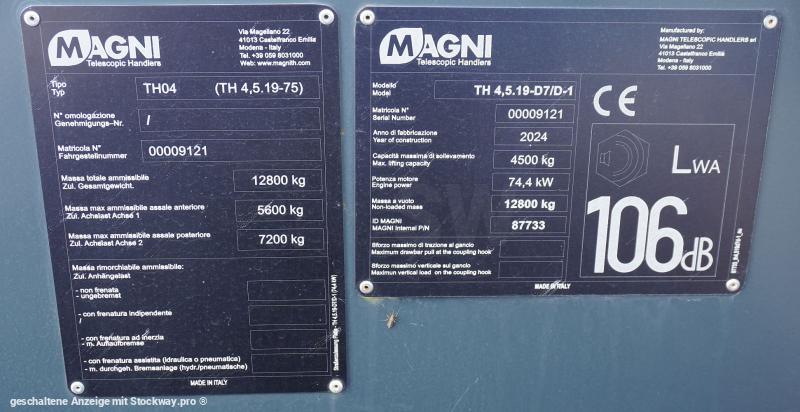 MAGNI
Telescopic Handlers
Via Magellano 22
41013 Castelfranco Emilia
Modena - Italy
Tel. +39 059 8031000
Web: www.magnith.com
Tipo
Typ
TH04 (TH 4,5.19-75)
N° omologazione
Genehmigungs-Nr.
/
Matricola N°
Fahrgestellnummer
00009121
Massa totale ammissibile
Zul. Gesamtgewicht.
12800 kg
Massa max ammissibile assale anteriore
Zul. Achslast Achse 1
5600 kg
Massa max ammissibile assale posteriore
Zul. Achslast Achse 2
7200 kg
Massa rimorchiabile ammissibile:
Zul. Anhängelast
- non frenata
- ungebremst
- con frenatura indipendente
/
- con frenatura ad inerzia
- m. Auflaufbremse
- con frenatura assistita (idraulica o pneumatica)
- m. durchgeh. Bremsanlage (hydr./pneumatische)
MADE IN ITALY
MAGNI
Telescopic Handlers
Manufactured by:
MAGNI TELESCOPIC HANDLERS srl
Via Magellano 22
41013 Castelfranco Emilia
Modena - Italy
Tel. +39 059 8031000
Modello
Model
TH 4,5.19-D7/D-1
Matricola N°
Serial Number
00009121
Anno di fabbricazione
Year of construction
2024
Capacità massima di sollevamento
Max. lifting capacity
4500 kg
Potenza motore
Engine power
74,4 kW
Massa a vuoto
Non-loaded mass
12800 kg
ID MAGNI
MAGNI Internal P/N
87733
Sforzo massimo di trazione al gancio
Maximum drawbar pull at the coupling hook
Sforzo massimo verticale sul gancio
Maximum vertical load on the coupling hook
MADE IN ITALY
CE
LWA
106dB
geschaltene Anzeige mit Stockway.pro ®